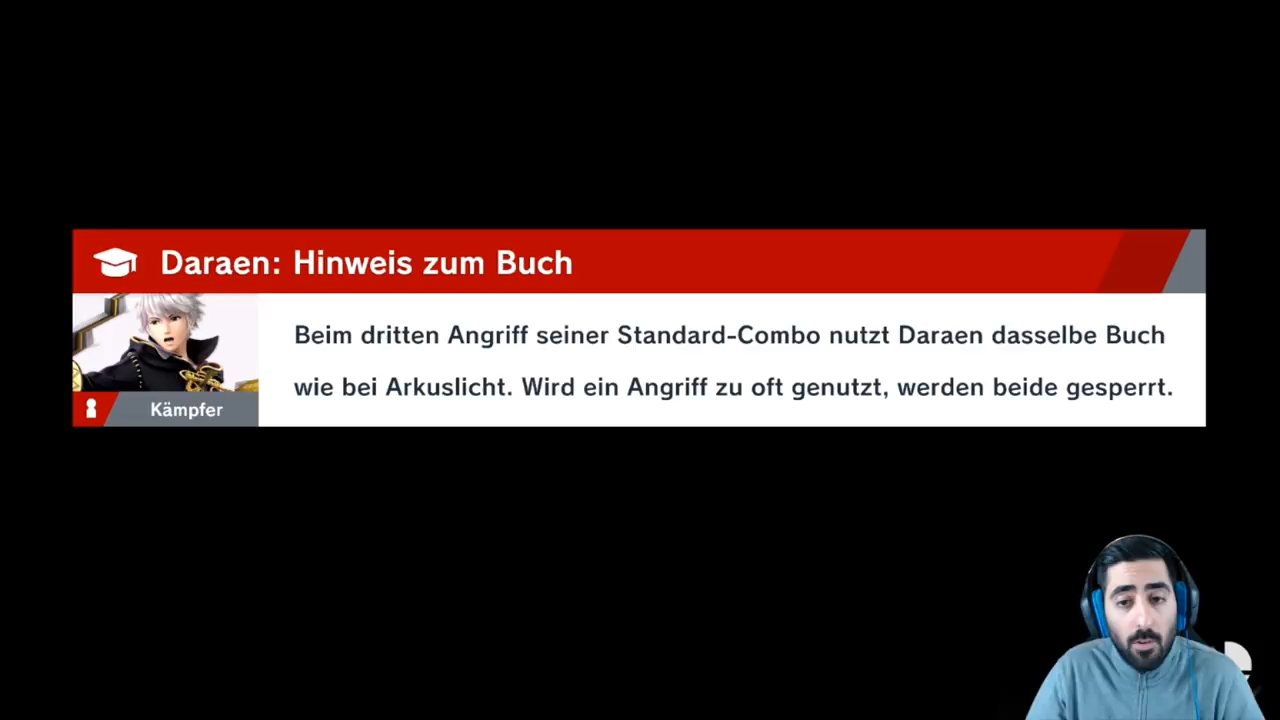 Daraen: Hinweis zum Buch
Beim dritten Angriff seiner Standard-Combo nutzt Daraen dasselbe Buch
wie bei Arkuslicht. Wird ein Angriff zu oft genutzt, werden beide gesperrt.
Kämpfer